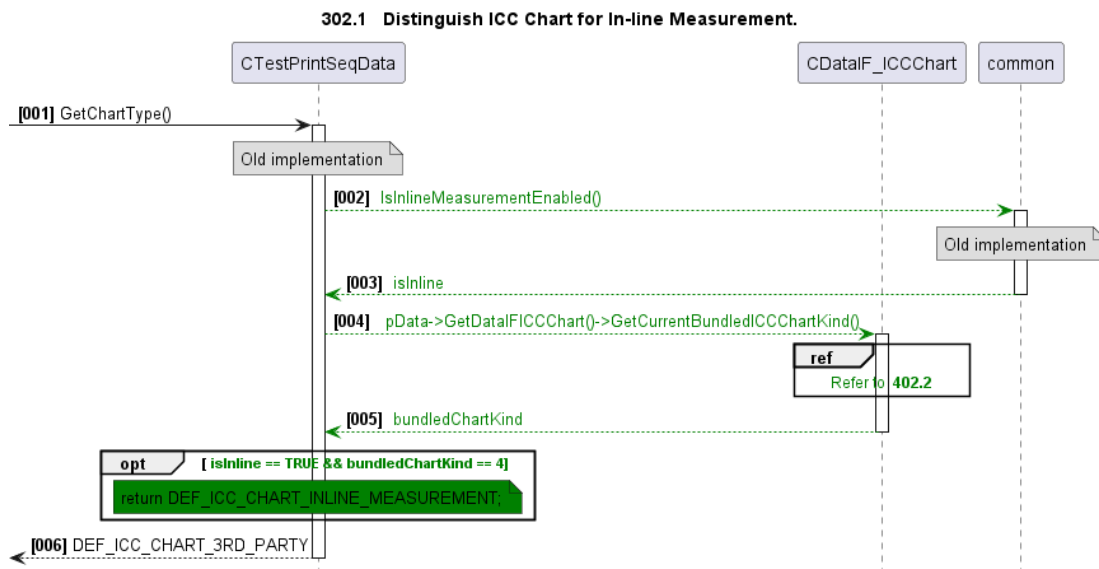 302.1 Distinguish ICC Chart for In-line Measurement.
CTestPrintSeqData
CDataIF_ICCChart
common
[001] GetChartType()
Old implementation
[002] IsInlineMeasurementEnabled()
Old implementation
[003] isInline
[004] pData->GetDataIFICCChart()->GetCurrentBundledICCChartKind()
ref
Refer to 402.2
[005] bundledChartKind
opt [ isInline == TRUE && bundledChartKind == 4]
return DEF_ICC_CHART_INLINE_MEASUREMENT;
[006] DEF_ICC_CHART_3RD_PARTY